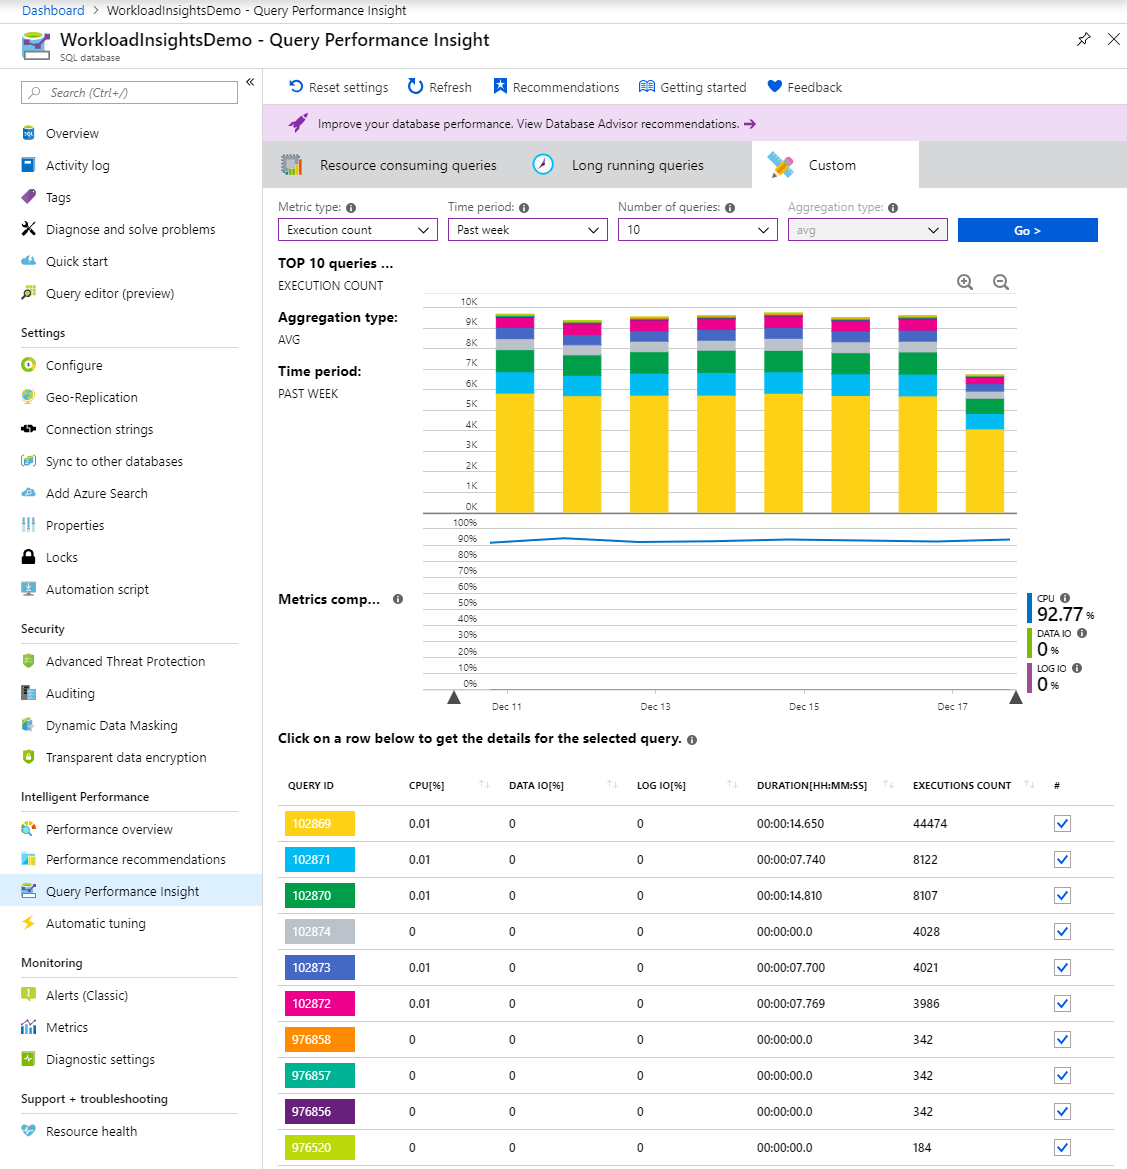 Dashboard > WorkloadInsightsDemo - Query Performance Insight
WorkloadInsightsDemo - Query Performance Insight
SQL database
Search (Ctrl+/)
«
Overview
Activity log
Tags
Diagnose and solve problems
Quick start
Query editor (preview)
Settings
Configure
Geo-Replication
Connection strings
Sync to other databases
Add Azure Search
Properties
Locks
Automation script
Security
Advanced Threat Protection
Auditing
Dynamic Data Masking
Transparent data encryption
Intelligent Performance
Performance overview
Performance recommendations
Query Performance Insight
Automatic tuning
Monitoring
Alerts (Classic)
Metrics
Diagnostic settings
Support + troubleshooting
Resource health
Reset settings Refresh Recommendations Getting started Feedback
Improve your database performance. View Database Advisor recommendations. →
Resource consuming queries Long running queries Custom
Metric type: Time period: Number of queries: Aggregation type:
Execution count Past week 10 avg Go >
TOP 10 queries ...
EXECUTION COUNT
Aggregation type:
AVG
Time period:
PAST WEEK
10K
9K
8K
7K
6K
5K
4K
3K
2K
1K
0K
100%
90%
80%
70%
60%
50%
40%
30%
20%
10%
0%
Metrics comp...
CPU
92.77 %
DATA IO
0 %
LOG IO
0 %
Dec 11 Dec 13 Dec 15 Dec 17
Click on a row below to get the details for the selected query.
QUERY ID CPU[%] DATA IO[%] LOG IO[%] DURATION[HH:MM:SS] EXECUTIONS COUNT #
102869 0.01 0 0 00:00:14.650 44474
102871 0.01 0 0 00:00:07.740 8122
102870 0.01 0 0 00:00:14.810 8107
102874 0 0 0 00:00:00.0 4028
102873 0.01 0 0 00:00:07.700 4021
102872 0.01 0 0 00:00:07.769 3986
976858 0 0 0 00:00:00.0 342
976857 0 0 0 00:00:00.0 342
976856 0 0 0 00:00:00.0 342
976520 0 0 0 00:00:00.0 184